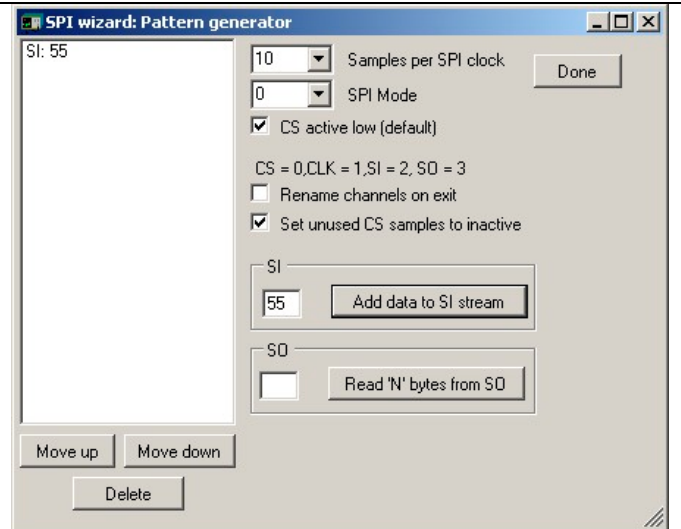 SPI wizard: Pattern generator
SI: 55
10 Samples per SPI clock
Done
0 SPI Mode
CS active low (default)
CS = 0,CLK = 1,SI = 2, SO = 3
Rename channels on exit
Set unused CS samples to inactive
SI
55 Add data to SI stream
SO
Read 'N' bytes from SO
Move up Move down
Delete